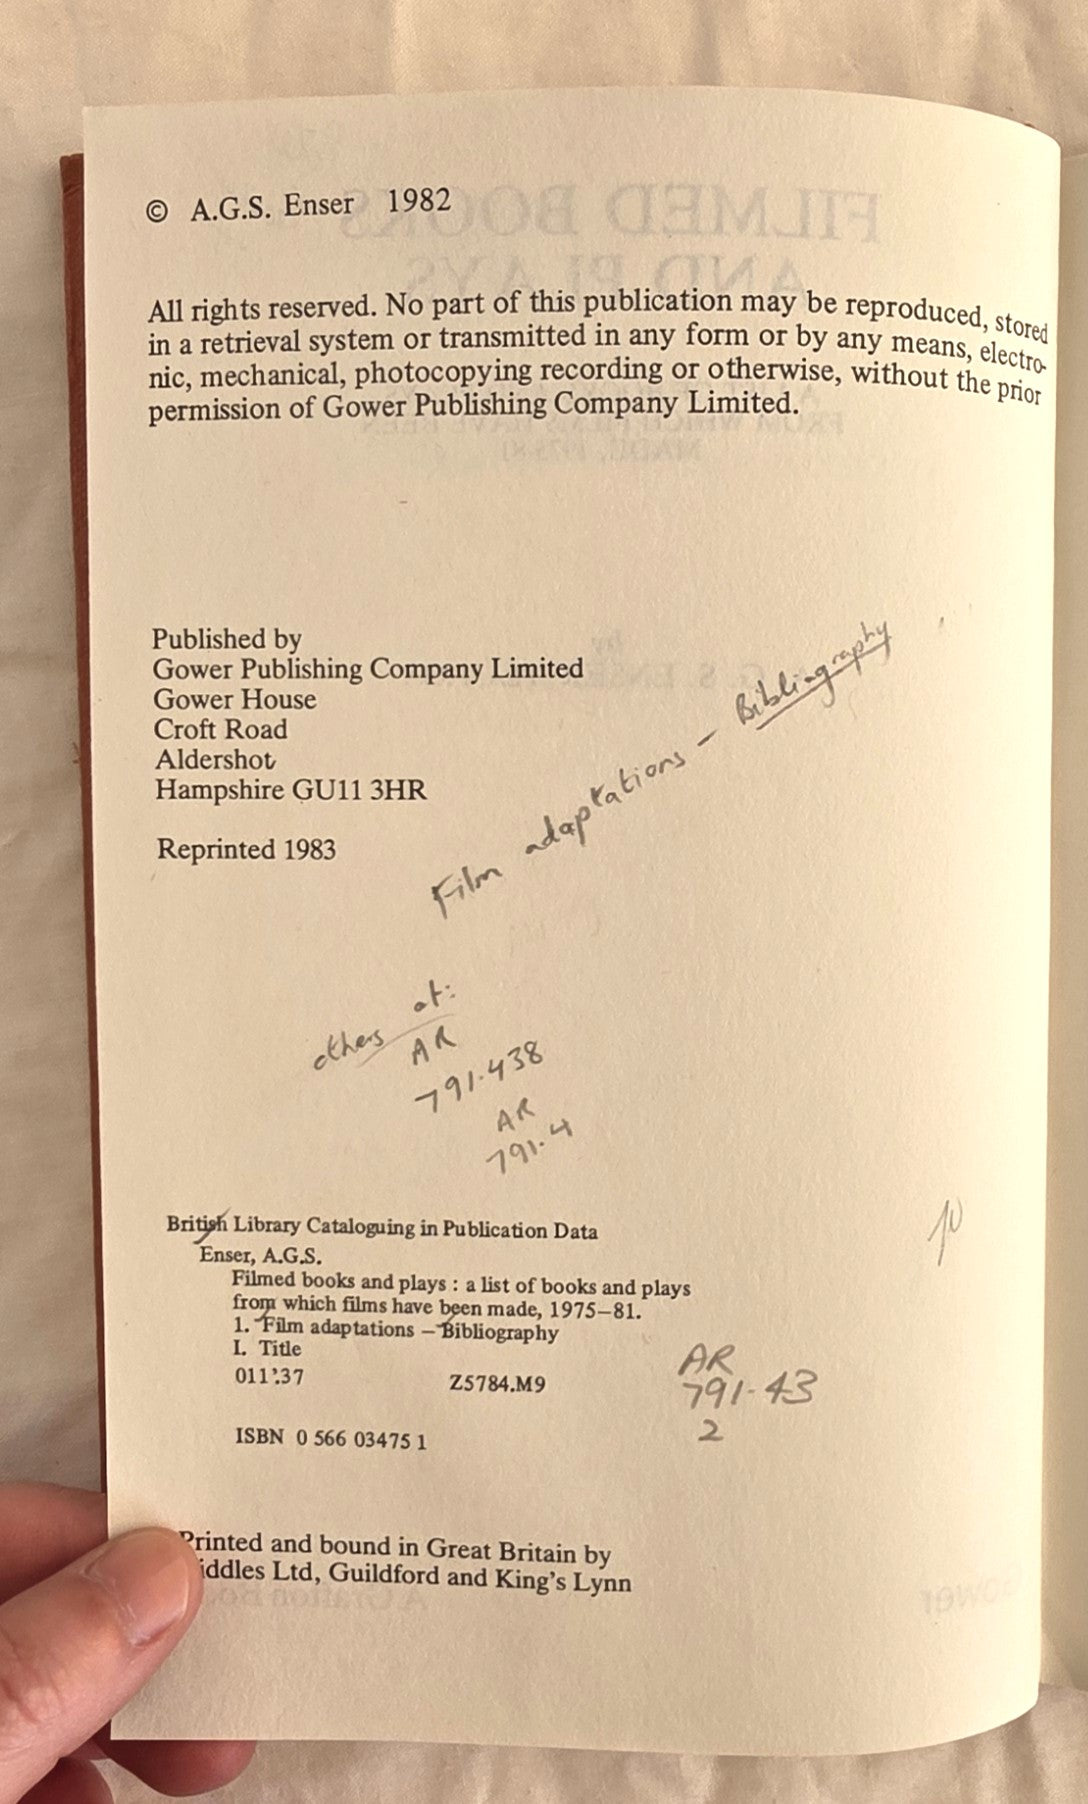 © A.G.S. Enser 1982
All rights reserved. No part of this publication may be reproduced, stored
in a retrieval system or transmitted in any form or by any means, electro-
nic, mechanical, photocopying recording or otherwise, without the prior
permission of Gower Publishing Company Limited.
Published by
Gower Publishing Company Limited
Gower House
Croft Road
Aldershot
Hampshire GU11 3HR
Reprinted 1983
Film adaptations – Bibliography
others at:
AR
791.438
AR
791.4
British Library Cataloguing in Publication Data
Enser, A.G.S.
Filmed books and plays : a list of books and plays
from which films have been made, 1975–81.
1. Film adaptations – Bibliography
I. Title
011'.37 Z5784.M9
AR
791.43
2
ISBN 0 566 03475 1
Printed and bound in Great Britain by
Ltd, Guildford and King's Lynn